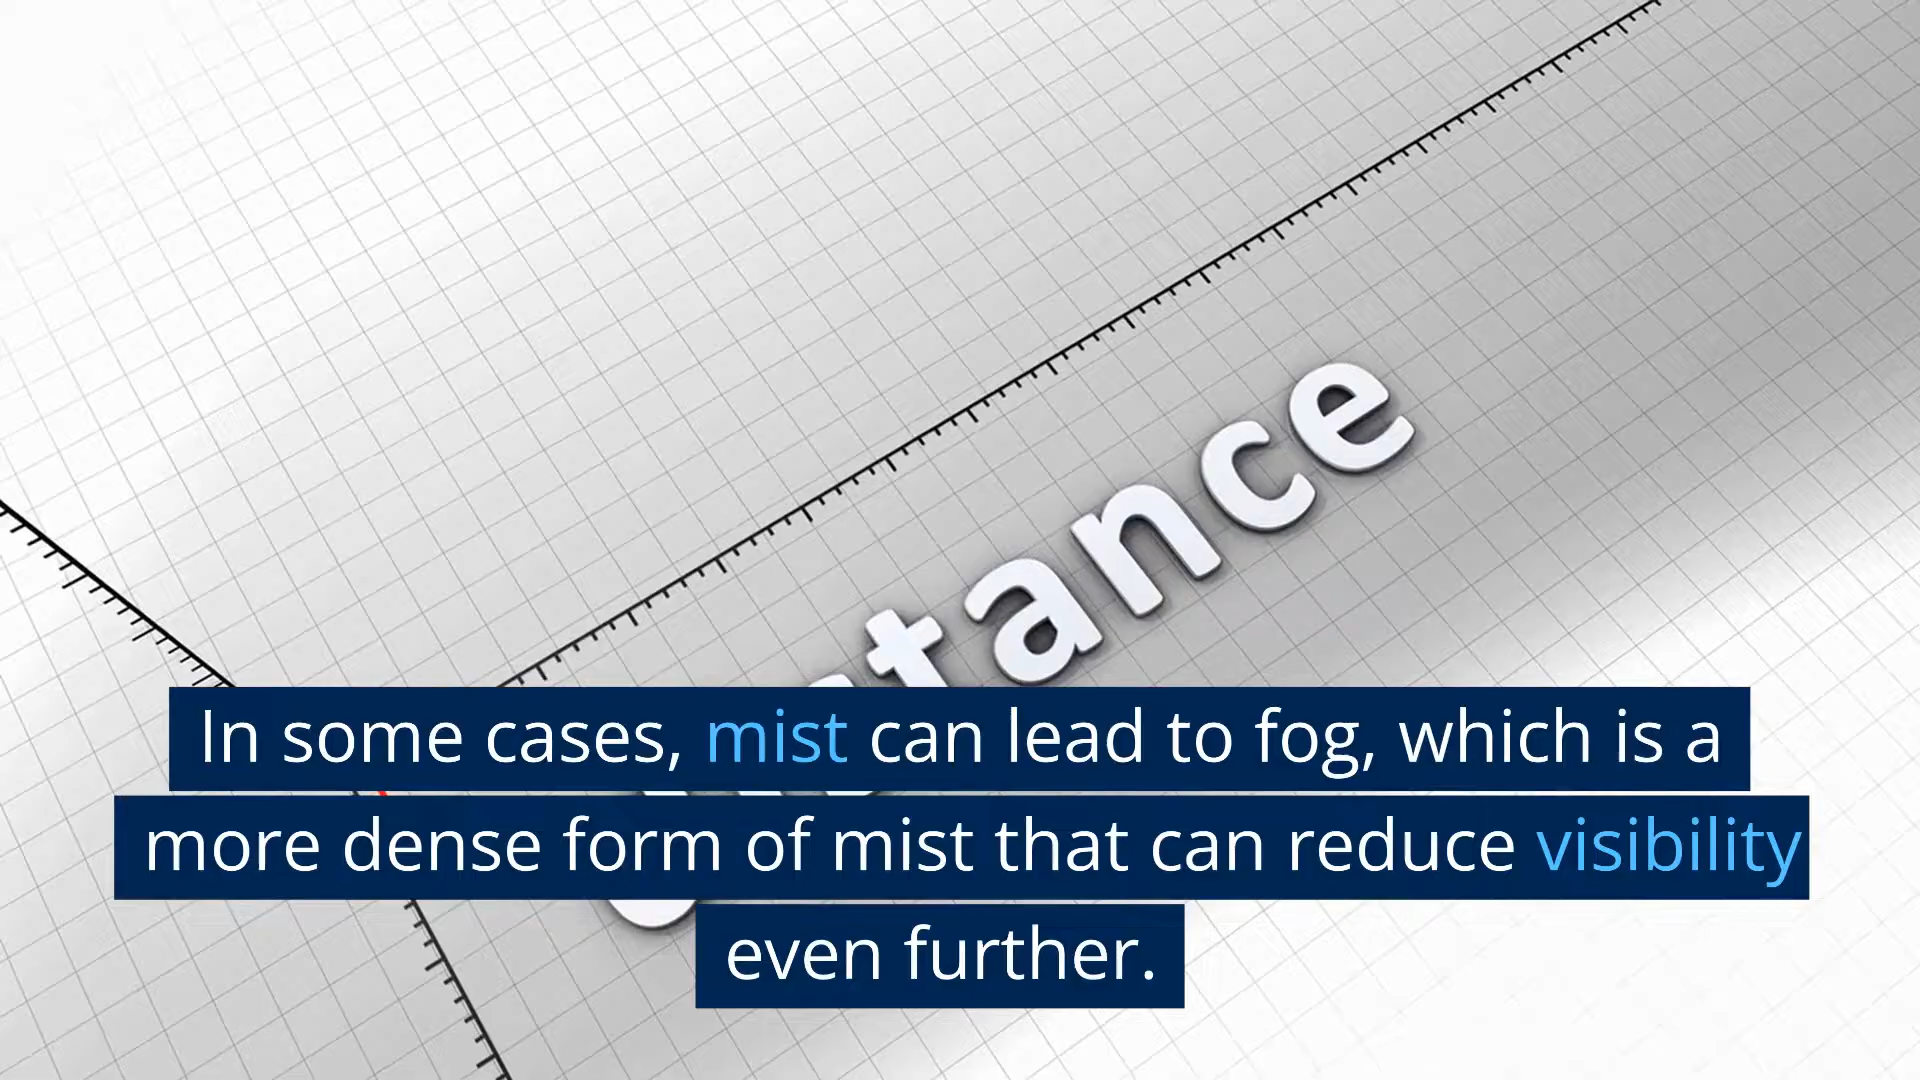 tance
In some cases, mist can lead to fog, which is a
more dense form of mist that can reduce visibility
even further.